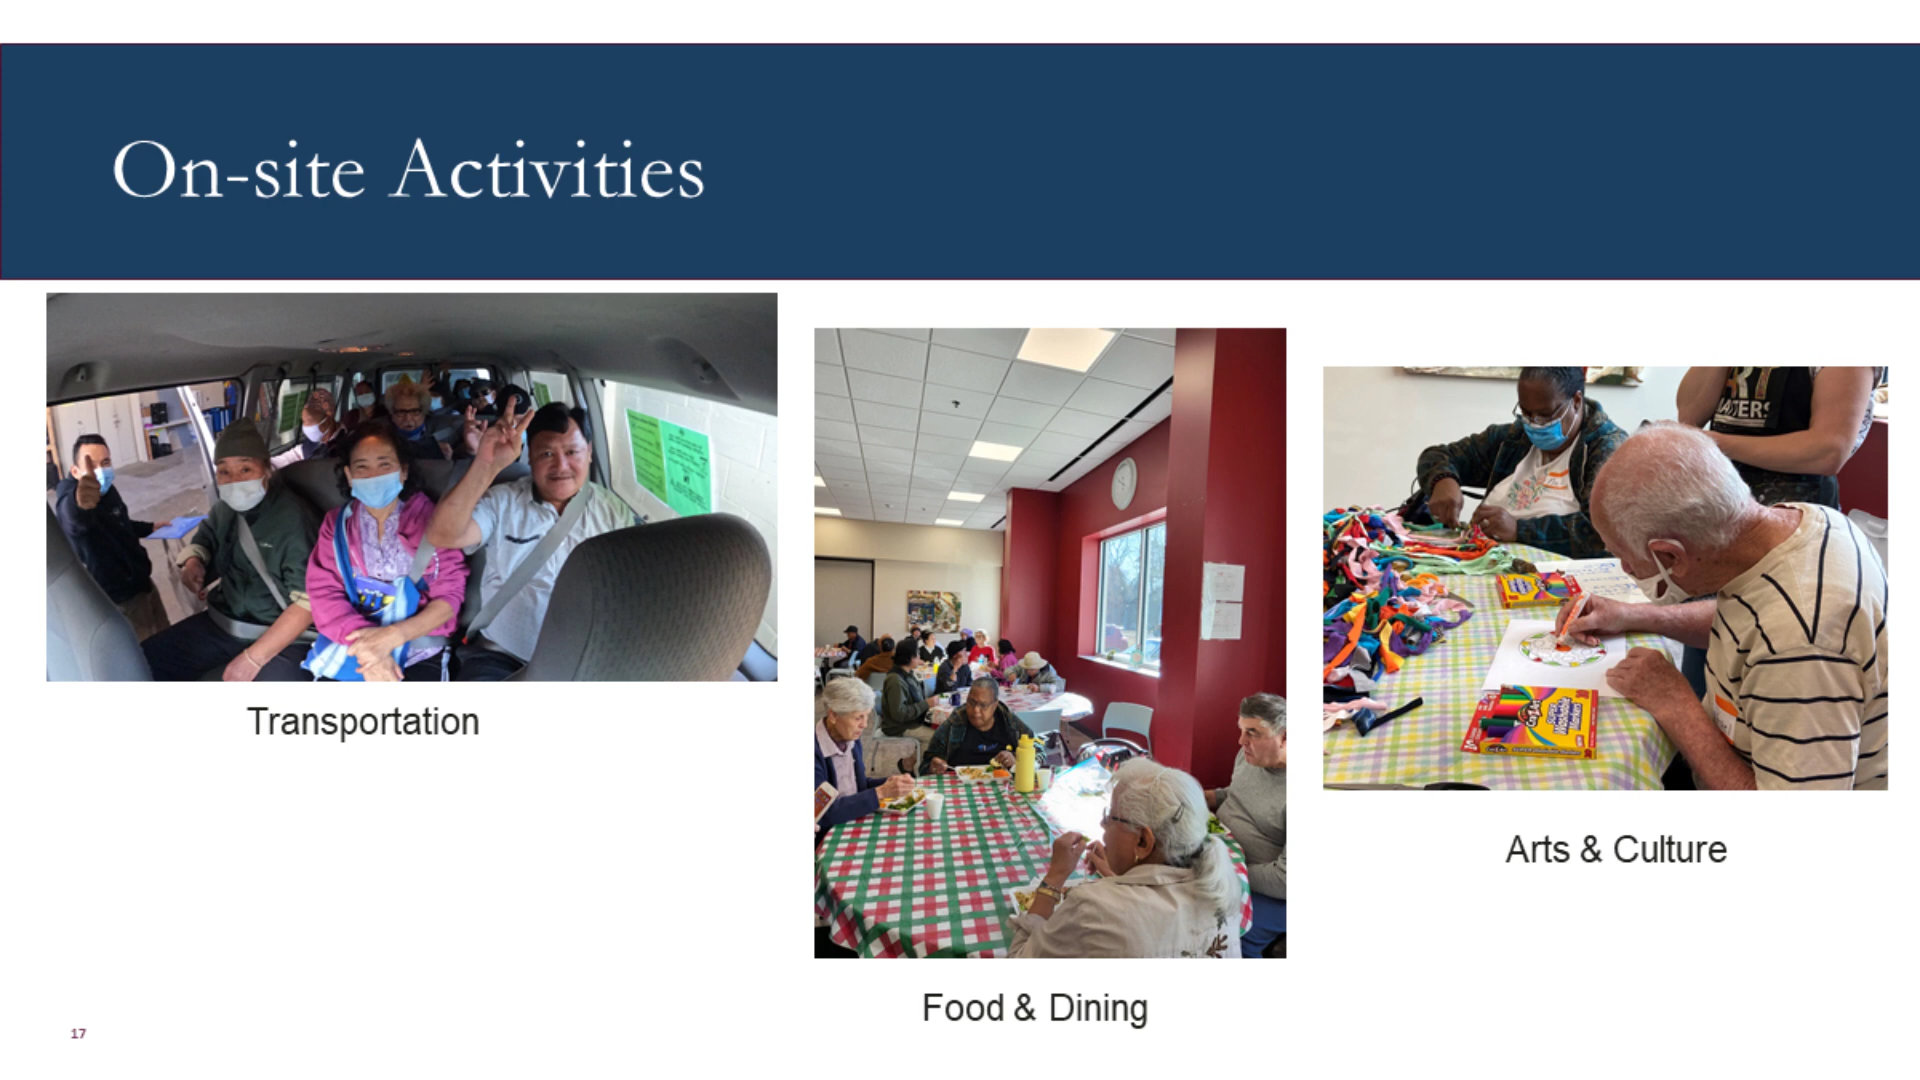 On-site Activities
Transportation
Food & Dining
Arts & Culture
17